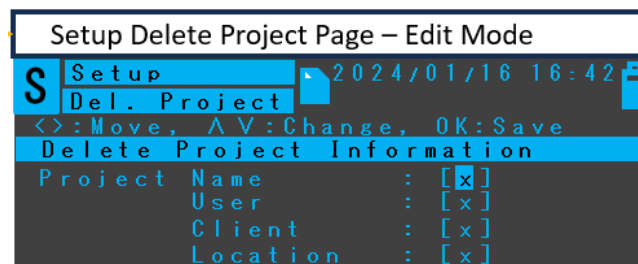 Setup Delete Project Page – Edit Mode
S Setup 2024/01/16 16:42
Del. Project
<>:Move, ΛV:Change, OK:Save
Delete Project Information
Project Name : [x]
User : [x]
Client : [x]
Location : [x]